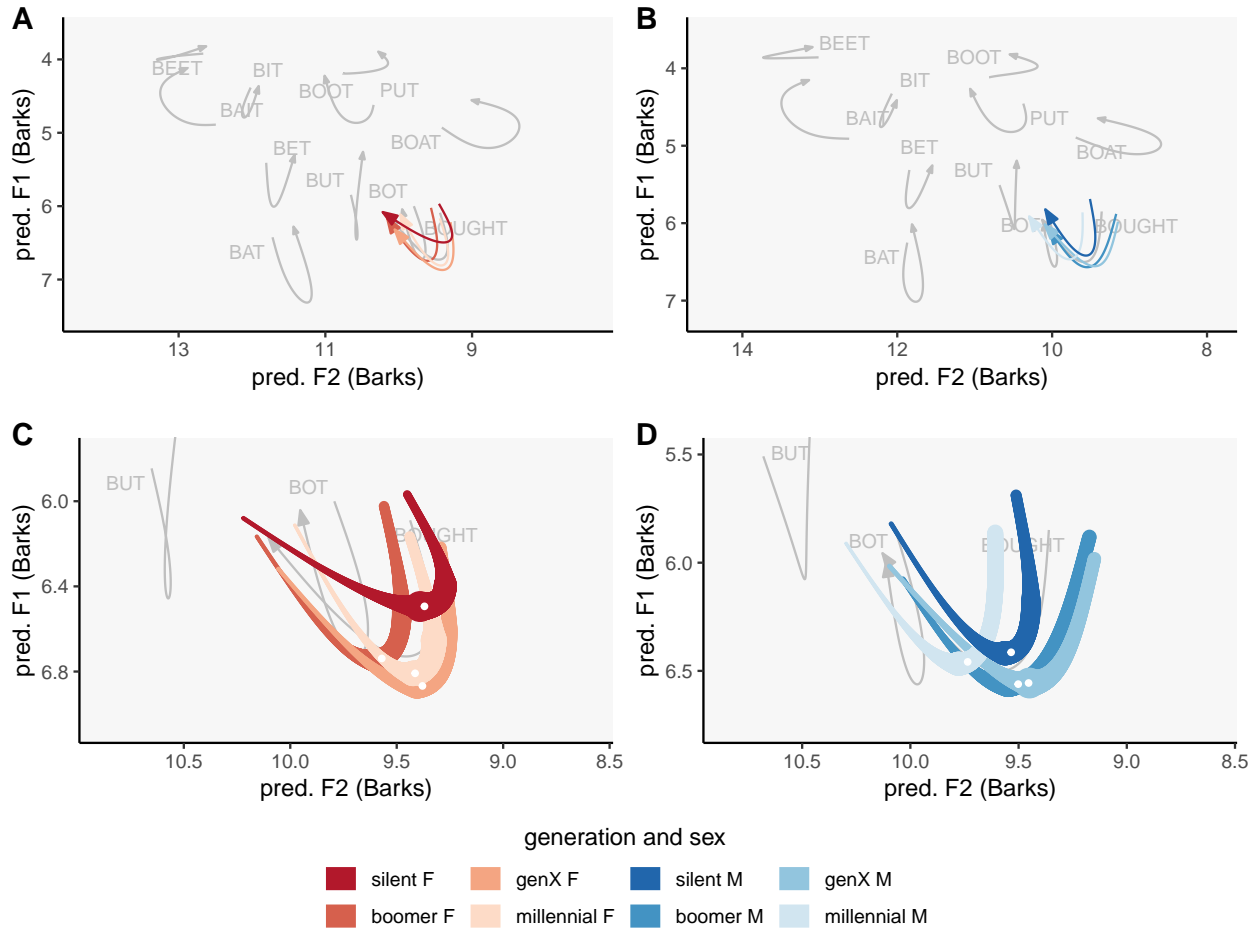 A
pred. F1 (Barks)
4
5
6
7
BEET
BIT
BAIT
BOOT
PUT
BET
BOAT
BUT
BOT
BOUGHT
BAT
13
11
9
pred. F2 (Barks)
B
pred. F1 (Barks)
4
5
6
7
BEET
BOOT
BIT
BAIT
PUT
BET
BOAT
BUT
BOT
BOUGHT
BAT
14
12
10
8
pred. F2 (Barks)
C
pred. F1 (Barks)
6.0
6.4
6.8
BUT
BOT
BOUGHT
10.5
10.0
9.5
9.0
8.5
pred. F2 (Barks)
D
pred. F1 (Barks)
5.5
6.0
6.5
BUT
BOT
BOUGHT
10.5
10.0
9.5
9.0
8.5
pred. F2 (Barks)
generation and sex
silent F
genX F
silent M
genX M
boomer F
millennial F
boomer M
millennial M